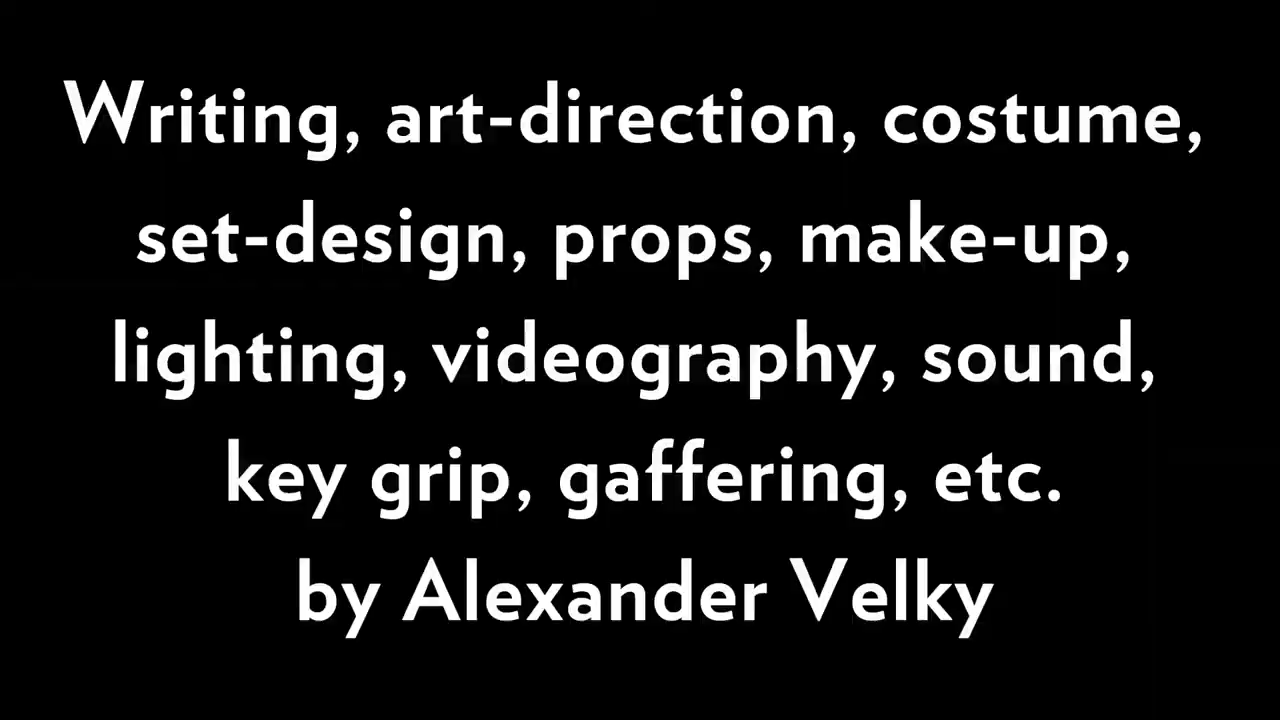 Writing, art-direction, costume,
set-design, props, make-up,
lighting, videography, sound,
key grip, gaffering, etc.
by Alexander Velky